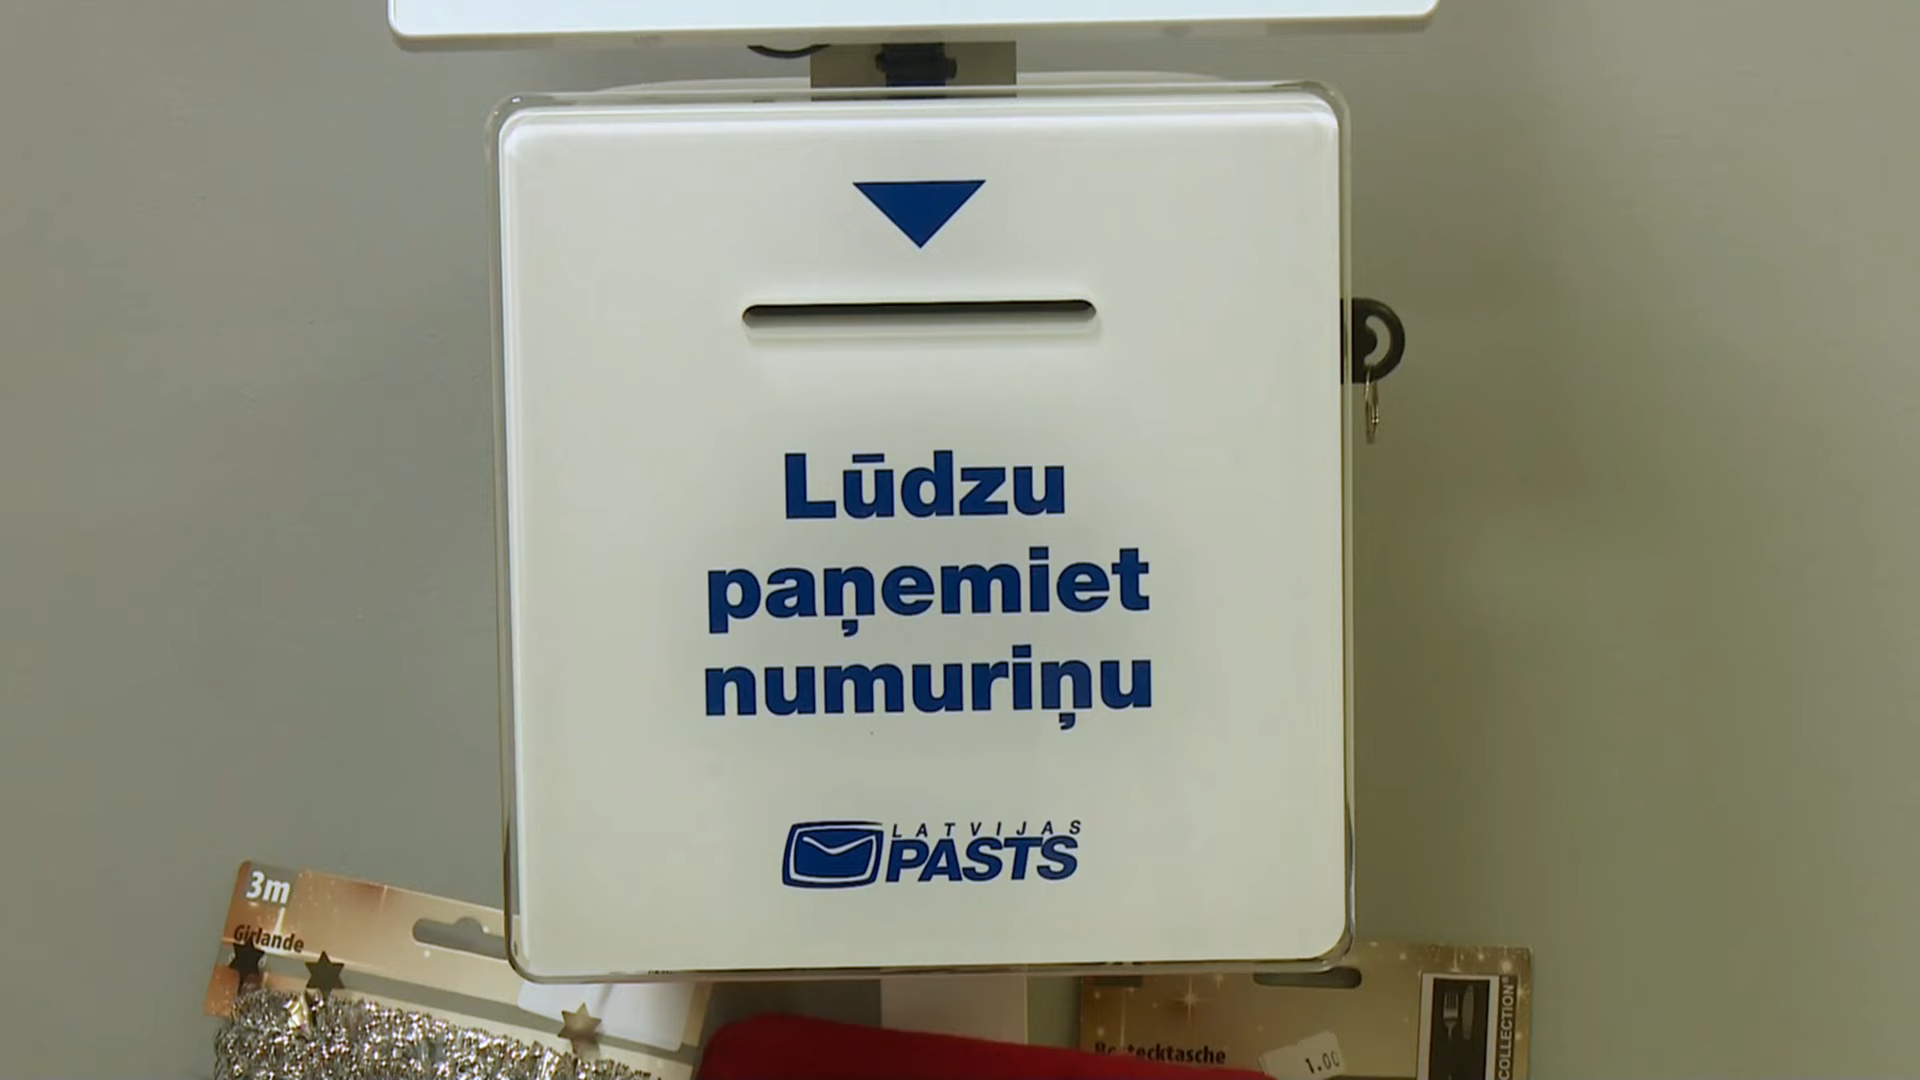 Lūdzu
paņemiet
numuriņu
LATVIJAS
PASTS
3m
Girlande
1.00
COLLECTION